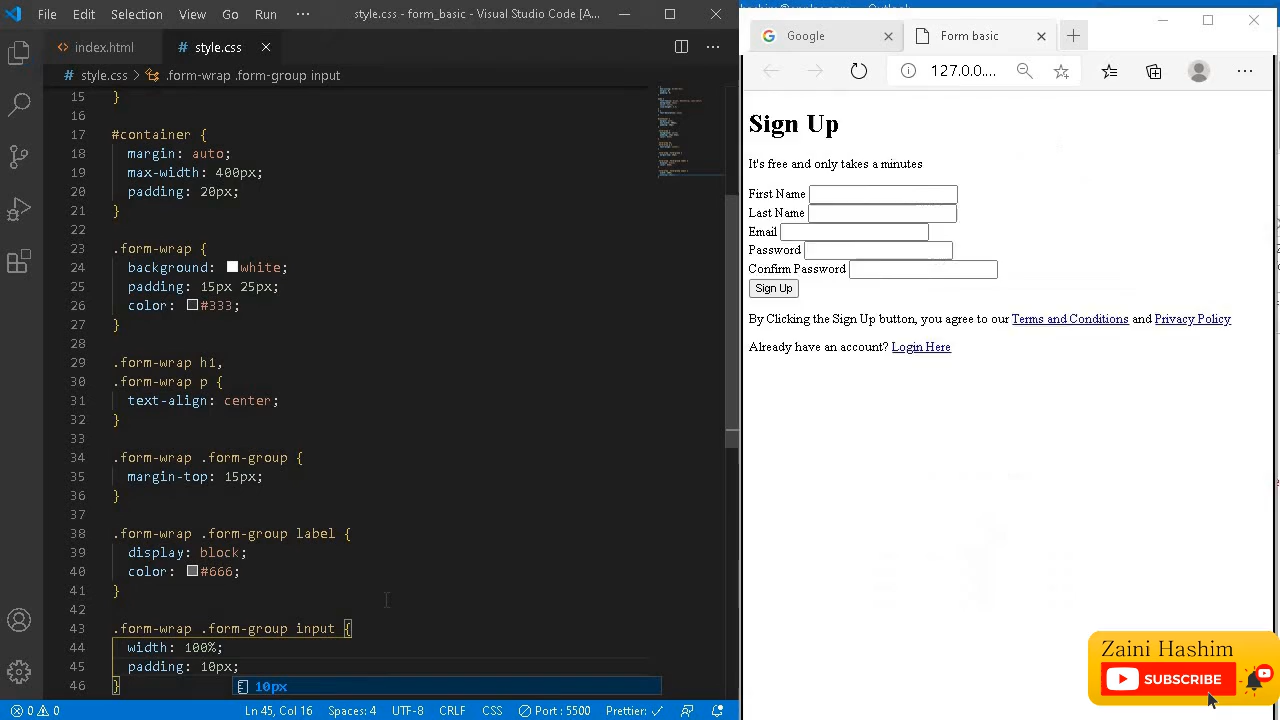 File Edit Selection View Go Run ··· style.css - form_basic - Visual Studio Code [A...
index.html
style.css
# style.css > .form-wrap .form-group input
15 }
16
17 #container {
18 margin: auto;
19 max-width: 400px;
20 padding: 20px;
21 }
22
23 .form-wrap {
24 background: white;
25 padding: 15px 25px;
26 color: #333;
27 }
28
29 .form-wrap h1,
30 .form-wrap p {
31 text-align: center;
32 }
33
34 .form-wrap .form-group {
35 margin-top: 15px;
36 }
37
38 .form-wrap .form-group label {
39 display: block;
40 color: #666;
41 }
42
43 .form-wrap .form-group input {
44 width: 100%;
45 padding: 10px;
46 }
10px
0 0 Ln 45, Col 16 Spaces: 4 UTF-8 CRLF CSS Port : 5500 Prettier: ✓
Google
Form basic
127.0.0....
Sign Up
It's free and only takes a minutes
First Name
Last Name
Email
Password
Confirm Password
Sign Up
By Clicking the Sign Up button, you agree to our Terms and Conditions and Privacy Policy
Already have an account? Login Here
Zaini Hashim
SUBSCRIBE